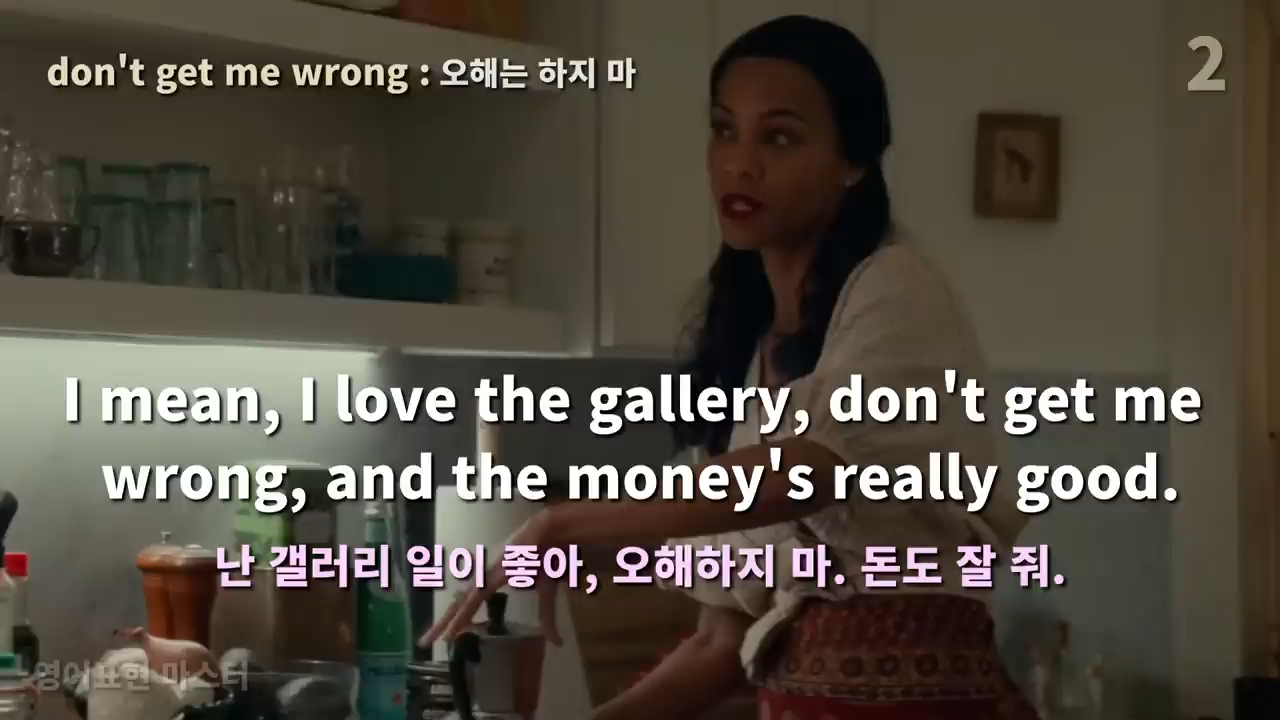 don't get me wrong : 오해는 하지 마
2
I mean, I love the gallery, don't get me
wrong, and the money's really good.
난 갤러리 일이 좋아, 오해하지 마. 돈도 잘 줘.
영어표현 마스터